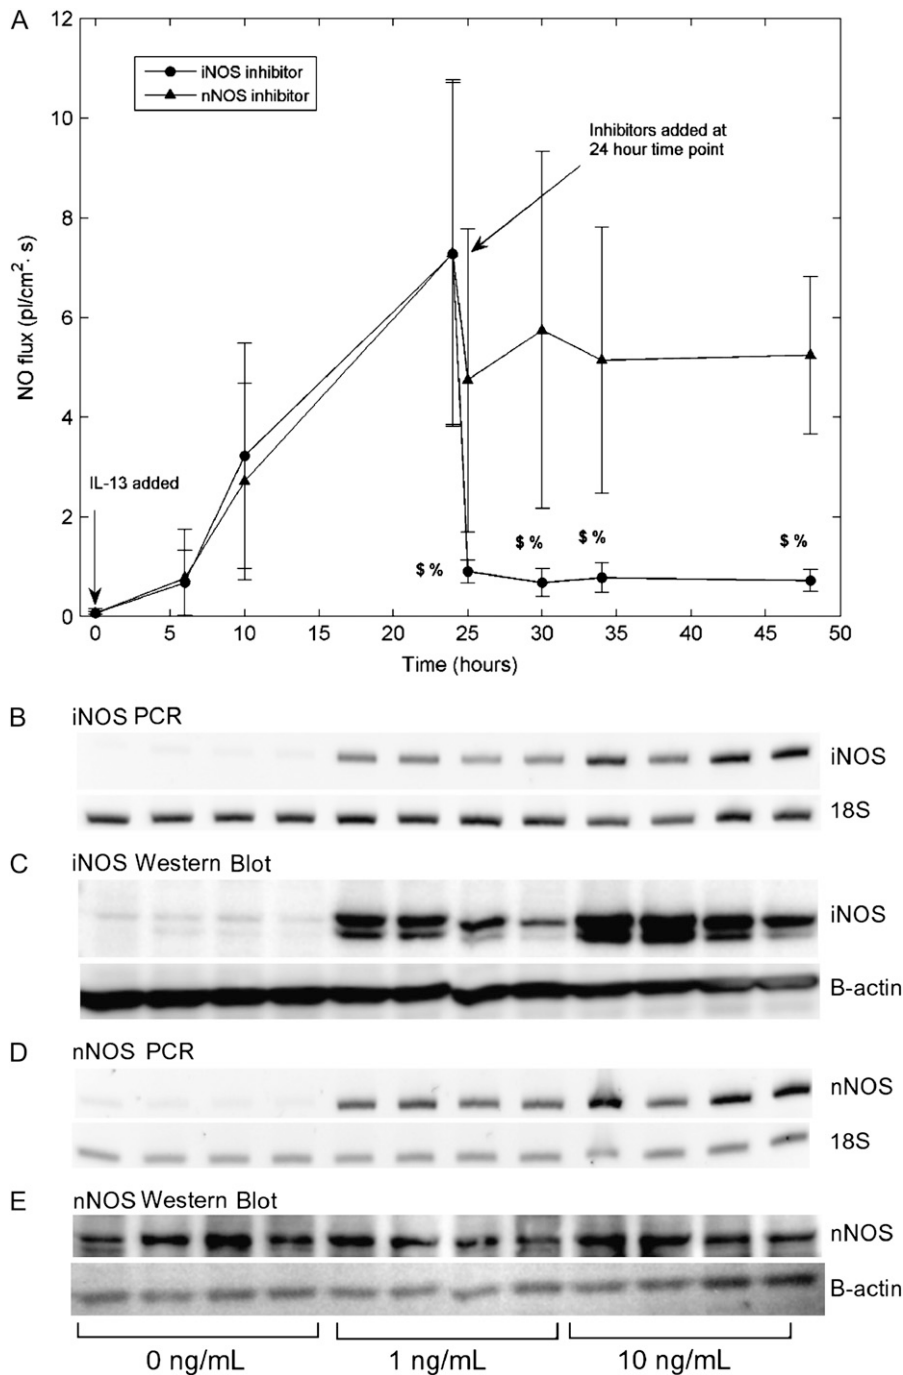 A
12
10
8
6
4
2
0
NO flux (pl/cm²· s)
iNOS inhibitor
nNOS inhibitor
Inhibitors added at
24 hour time point
IL-13 added
$ %
$ %
$ %
$ %
0 5 10 15 20 25 30 35 40 45 50
Time (hours)
B iNOS PCR
iNOS
18S
C iNOS Western Blot
iNOS
B-actin
D nNOS PCR
nNOS
18S
E nNOS Western Blot
nNOS
B-actin
0 ng/mL 1 ng/mL 10 ng/mL